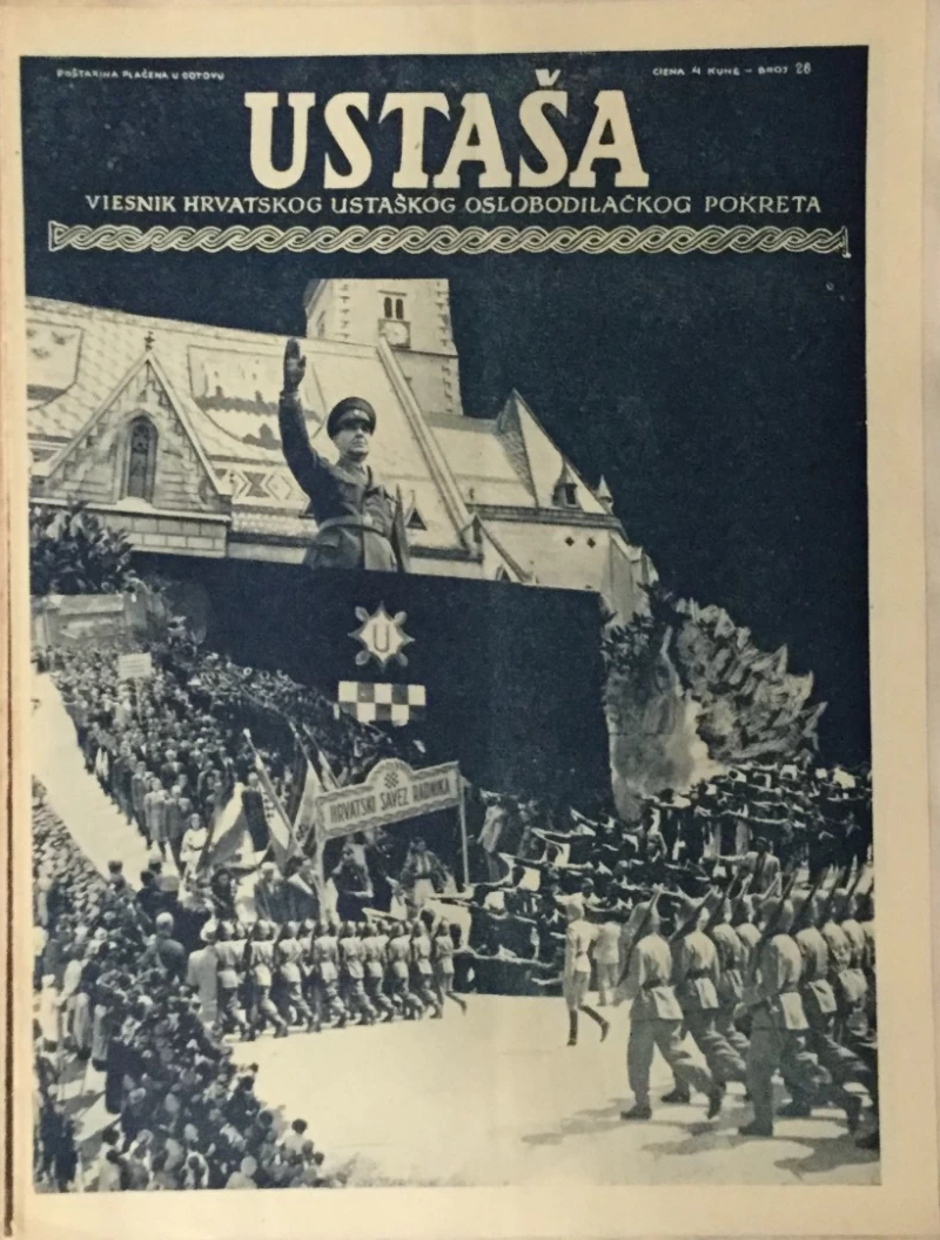 POŠTARINA PLAĆENA U GOTOVU
CIENA 4 KUNE – BROJ 26
USTAŠA
VIESNIK HRVATSKOG USTAŠKOG OSLOBODILAČKOG POKRETA
U
HRVATSKI SAVEZ RADNIKA